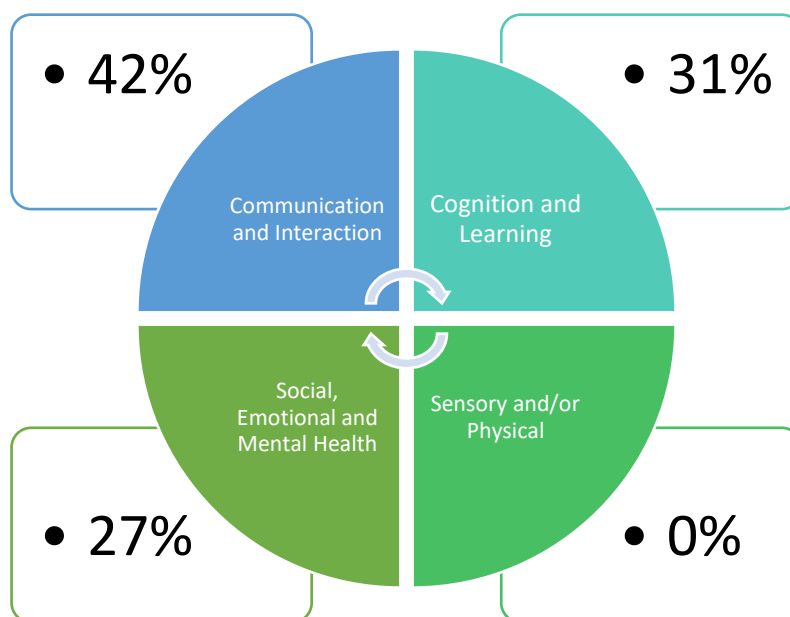 • 42%
• 31%
Communication
and Interaction
Cognition and
Learning
Social,
Emotional and
Mental Health
Sensory and/or
Physical
• 27%
• 0%